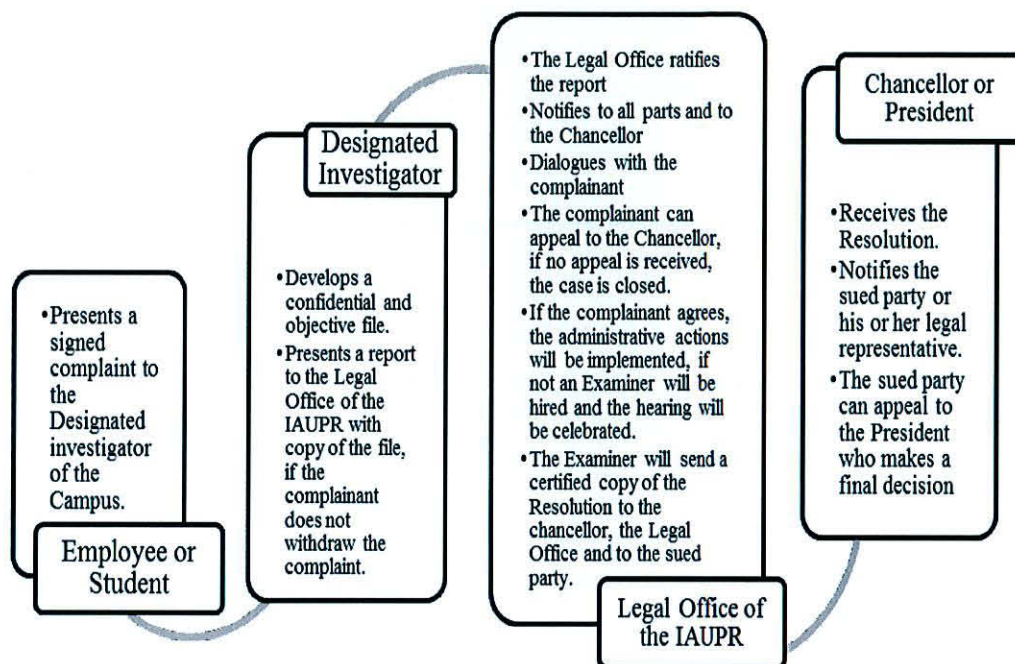 •Presents a
signed
complaint to
the
Designated
investigator
of the
Campus.
Employee or
Student
Designated
Investigator
•Develops a
confidential and
objective file.
•Presents a report
to the Legal
Office of the
IAUPR with
copy of the file,
if the
complainant
does not
withdraw the
complaint.
•The Legal Office ratifies
the report
•Notifies to all parts and to
the Chancellor
•Dialogues with the
complainant
•The complainant can
appeal to the Chancellor,
if no appeal is received,
the case is closed.
•If the complainant agrees,
the administrative actions
will be implemented, if
not an Examiner will be
hired and the hearing will
be celebrated.
•The Examiner will send a
certified copy of the
Resolution to the
chancellor, the Legal
Office and to the sued
party.
Legal Office of
the IAUPR
Chancellor or
President
•Receives the
Resolution.
•Notifies the
sued party or
his or her legal
representative.
•The sued party
can appeal to
the President
who makes a
final decision